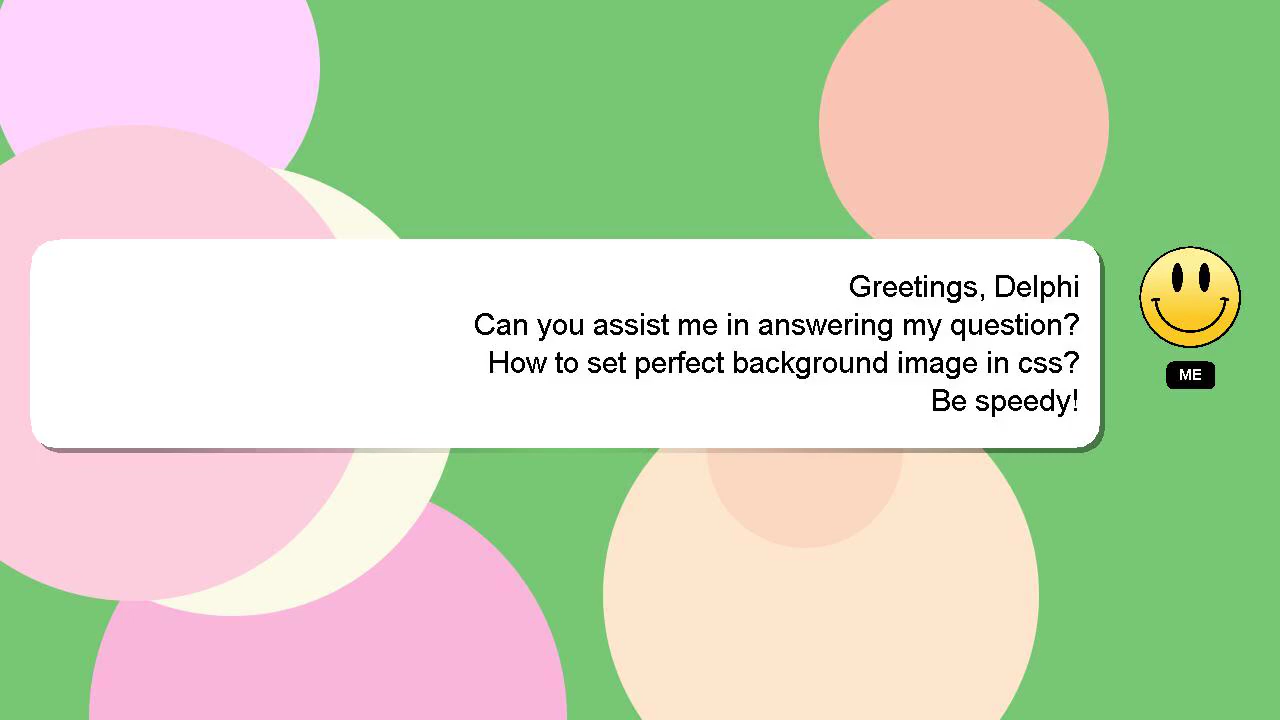 Greetings, Delphi
Can you assist me in answering my question?
How to set perfect background image in css?
Be speedy!
ME